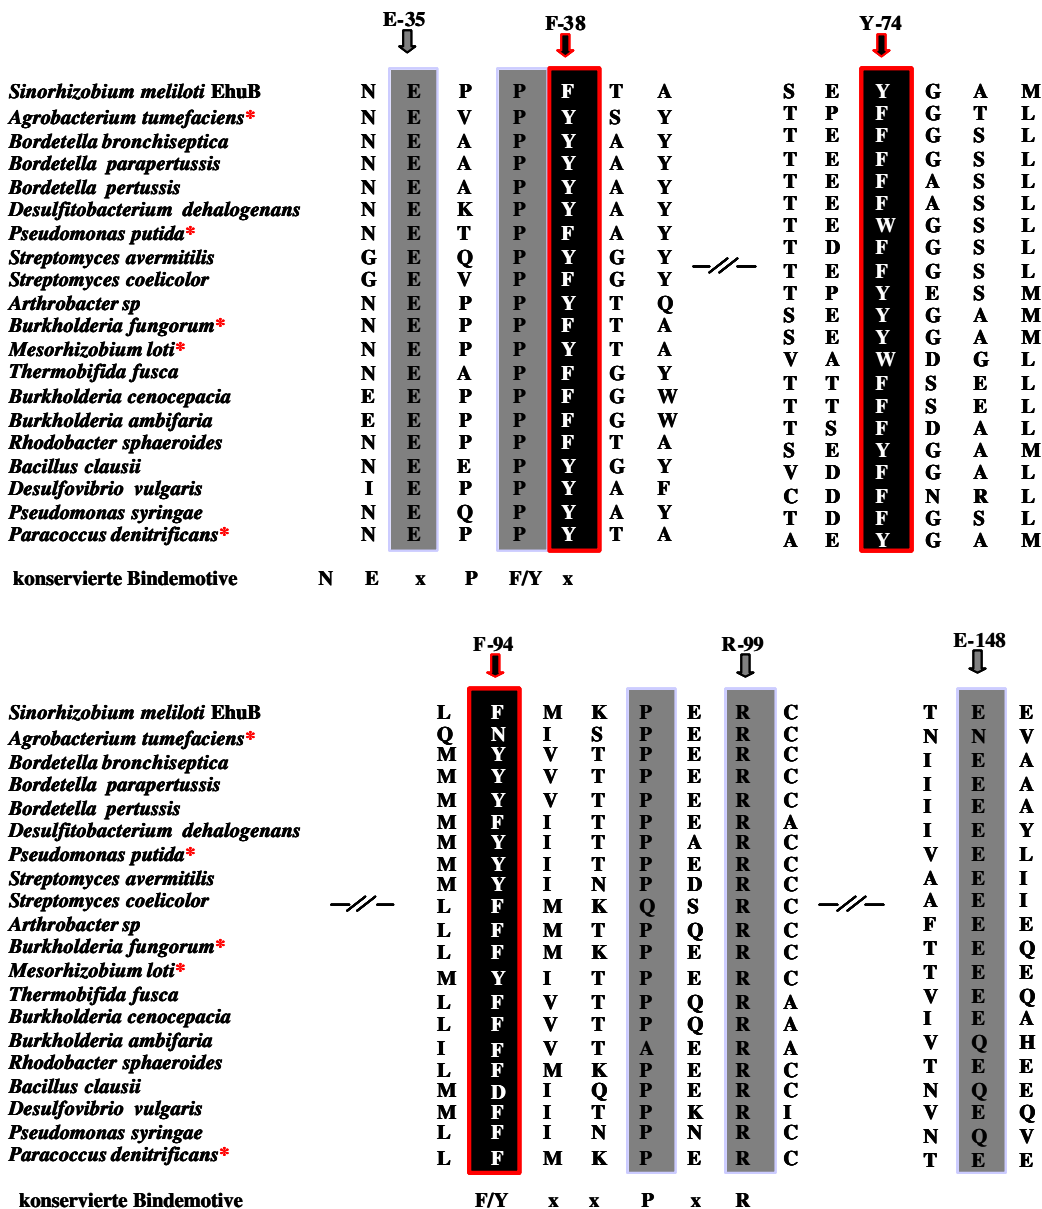 E-35 F-38 Y-74
Sinorhizobium meliloti EhuB N E P P F T A
Agrobacterium tumefaciens* N E V P Y S Y
Bordetella bronchiseptica N E A P Y A Y
Bordetella parapertussis N E A P Y A Y
Bordetella pertussis N E A P Y A Y
Desulfitobacterium dehalogenans N E K P Y A Y
Pseudomonas putida* N E T P F A Y
Streptomyces avermitilis G E Q P Y G Y
Streptomyces coelicolor G E V P F G Y
Arthrobacter sp N E P P Y T Q
Burkholderia fungorum* N E P P F T A
Mesorhizobium loti* N E P P Y T A
Thermobifida fusca N E A P F G Y
Burkholderia cenocepacia E E P P F G W
Burkholderia ambifaria E E P P F G W
Rhodobacter sphaeroides N E P P F T A
Bacillus clausii N E E P Y G Y
Desulfovibrio vulgaris I E P P Y A F
Pseudomonas syringae N E Q P Y A Y
Paracoccus denitrificans* N E P P Y T A
S E Y G A M
T P F G T L
T E F G S L
T E F G S L
T E F A S L
T E F A S L
T E W G S L
T D F G S L
T E F G S L
T P Y E S M
S E Y G A M
S E Y G A M
V A W D G L
T T F S E L
T T F S E L
T S F D A L
S E Y G A M
V D F G A L
C D F N R L
T D F G S L
A E Y G A M
konservierte Bindemotive N E x P F/Y x
F-94 R-99 E-148
Sinorhizobium meliloti EhuB
Agrobacterium tumefaciens*
Bordetella bronchiseptica
Bordetella parapertussis
Bordetella pertussis
Desulfitobacterium dehalogenans
Pseudomonas putida*
Streptomyces avermitilis
Streptomyces coelicolor
Arthrobacter sp
Burkholderia fungorum*
Mesorhizobium loti*
Thermobifida fusca
Burkholderia cenocepacia
Burkholderia ambifaria
Rhodobacter sphaeroides
Bacillus clausii
Desulfovibrio vulgaris
Pseudomonas syringae
Paracoccus denitrificans*
L F M K P E R C
Q N I S P E R C
M Y V T P E R C
M Y V T P E R C
M Y V T P E R C
M F I T P E R A
M Y I T P A R C
M Y I T P E R C
M Y I N P D R C
L F M K Q S R C
L F M T P Q R C
L F M K P E R C
M Y I T P E R C
L F V T P Q R A
L F V T P Q R A
I F V T A E R A
L F M K P E R C
M D I Q P E R C
M F I T P K R I
L F I N P N R C
L F M K P E R C
T E E
N N V
I E A
I E A
I E A
I E Y
V E L
A E I
A E I
F E E
T E Q
T E E
V E Q
I E A
V Q H
T E E
N Q E
V E Q
N Q V
T E E
konservierte Bindemotive F/Y x x P x R